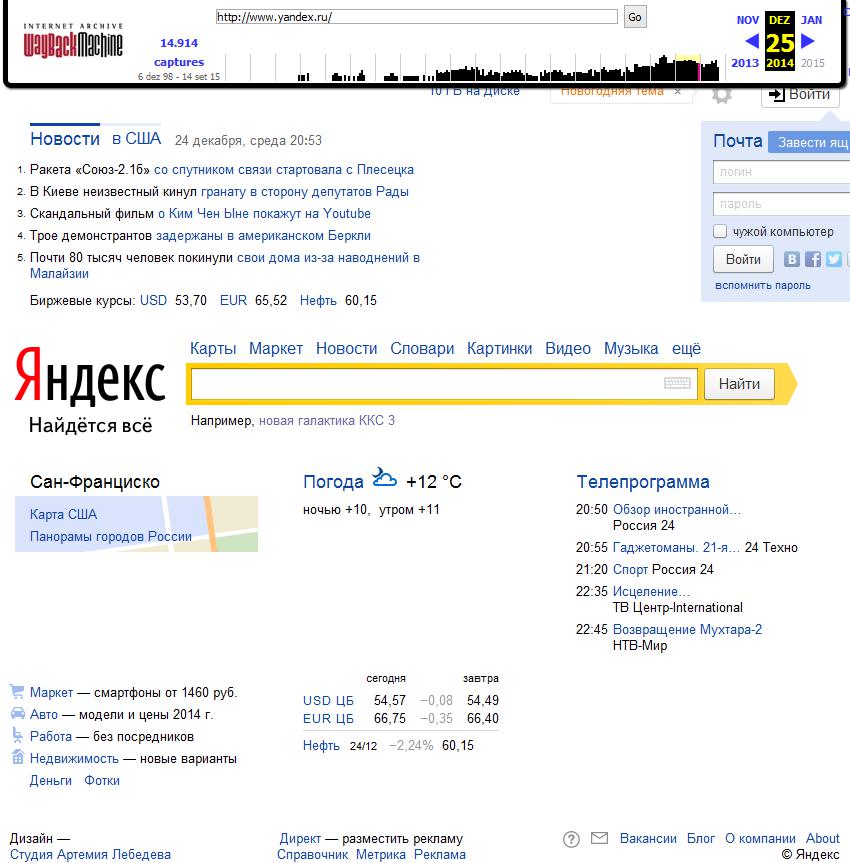 INTERNET ARCHIVE
WayBackMachine
http://www.yandex.ru/
Go
14.914
captures
6 dez 98 - 14 set 15
NOV DEZ JAN
25
2013 2014 2015
10 ГБ на Диске
Новогодняя тема ×
Войти
Новости в США 24 декабря, среда 20:53
1. Ракета «Союз-2.1б» со спутником связи стартовала с Плесецка
2. В Киеве неизвестный кинул гранату в сторону депутатов Рады
3. Скандальный фильм о Ким Чен Ыне покажут на Youtube
4. Трое демонстрантов задержаны в американском Беркли
5. Почти 80 тысяч человек покинули свои дома из-за наводнений в
Малайзии
Биржевые курсы: USD 53,70 EUR 65,52 Нефть 60,15
Почта Завести ящ
логин
пароль
чужой компьютер
Войти
вспомнить пароль
Карты Маркет Новости Словари Картинки Видео Музыка ещё
Яндекс
Найдётся всё
Найти
Например, новая галактика ККС 3
Сан-Франциско
Карта США
Панорамы городов России
Погода +12 °C
ночью +10, утром +11
Телепрограмма
20:50 Обзор иностранной...
Россия 24
20:55 Гаджетоманы. 21-я... 24 Техно
21:20 Спорт Россия 24
22:35 Исцеление...
ТВ Центр-International
22:45 Возвращение Мухтара-2
НТВ-Мир
Маркет — смартфоны от 1460 руб.
Авто — модели и цены 2014 г.
Работа — без посредников
Недвижимость — новые варианты
Деньги Фотки
сегодня завтра
USD ЦБ 54,57 −0,08 54,49
EUR ЦБ 66,75 −0,35 66,40
Нефть 24/12 −2,24% 60,15
Дизайн —
Студия Артемия Лебедева
Директ — разместить рекламу
Справочник Метрика Реклама
Вакансии Блог О компании About
© Яндекс